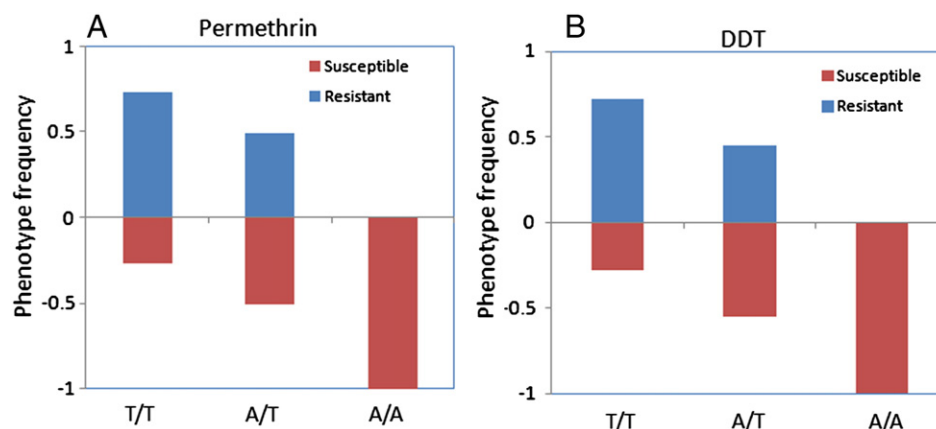 A
Permethrin
Susceptible
Resistant
Phenotype frequency
1
0.5
0
-0.5
-1
T/T A/T A/A
B
DDT
Susceptible
Resistant
Phenotype frequency
1
0.5
0
-0.5
-1
T/T A/T A/A